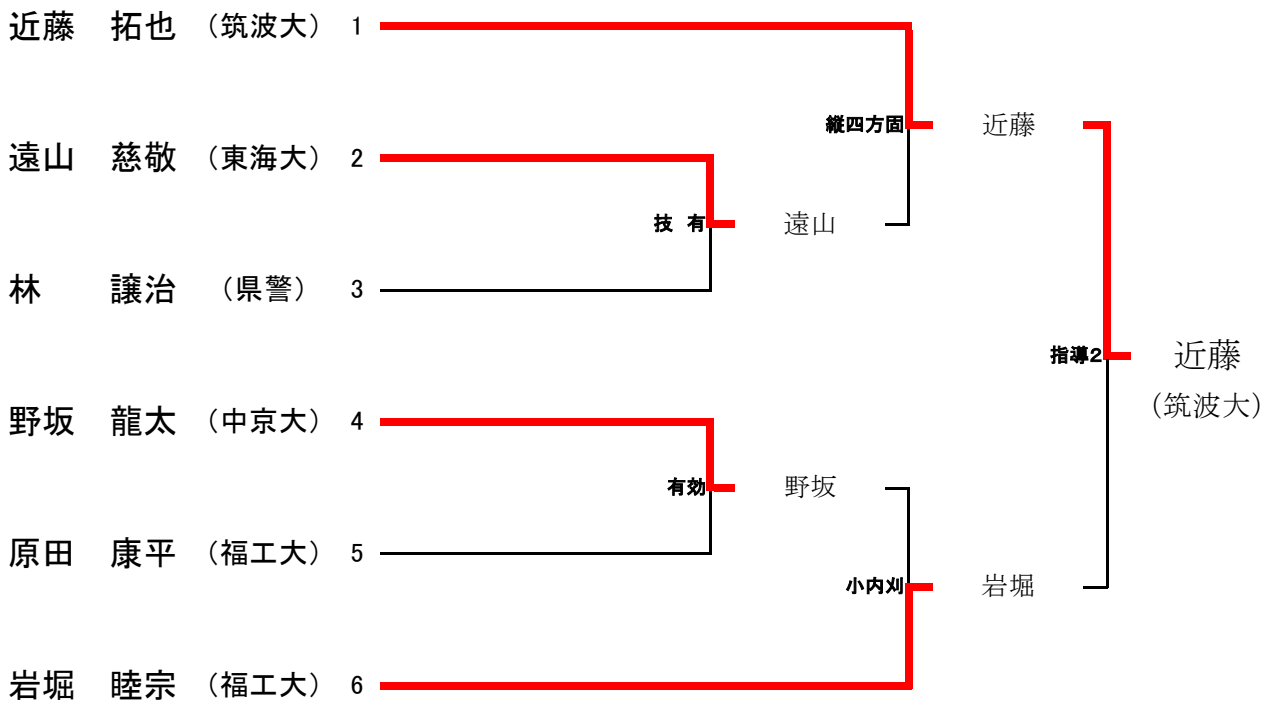 近藤　拓也　（筑波大）　1
縦四方固　近藤
遠山　慈敬　（東海大）　2
技 有　遠山
林　　譲治　（県警）　3
指導2　近藤
（筑波大）
野坂　龍太　（中京大）　4
有効　野坂
原田　康平　（福工大）　5
小内刈　岩堀
岩堀　睦宗　（福工大）　6